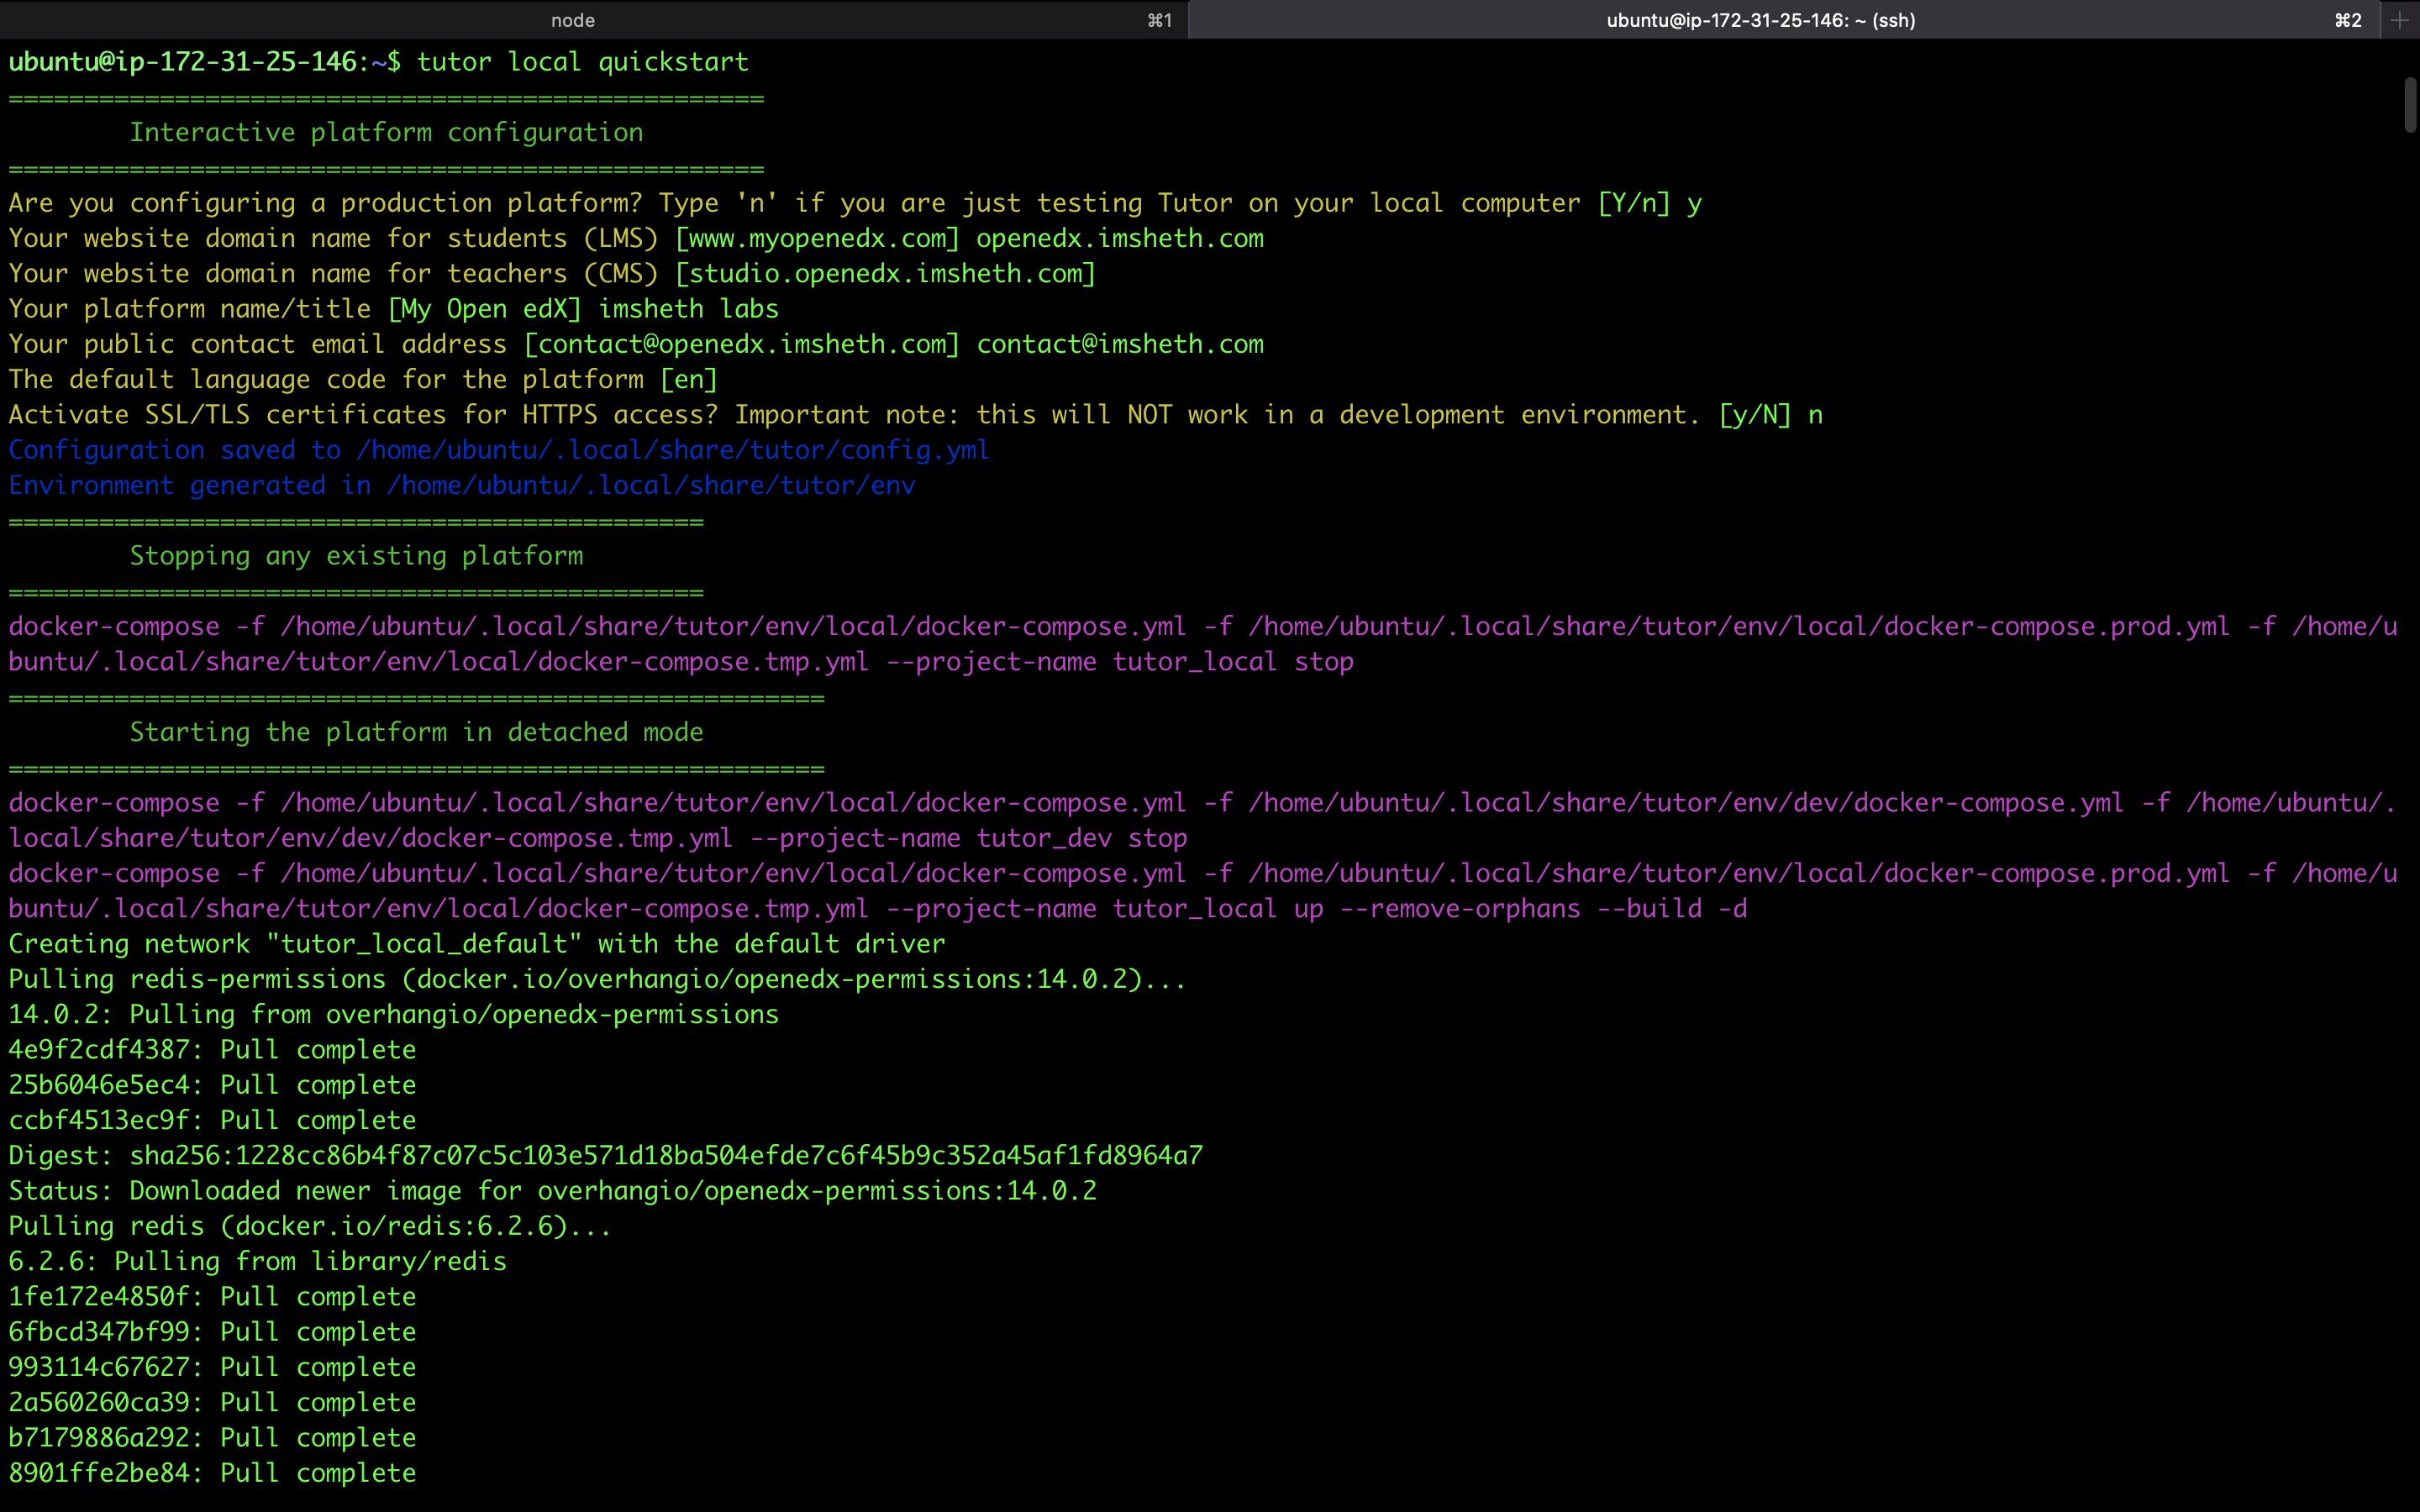 node ⌘1 ubuntu@ip-172-31-25-146: ~ (ssh) ⌘2 +
ubuntu@ip-172-31-25-146:~$ tutor local quickstart
==================================================
        Interactive platform configuration
==================================================
Are you configuring a production platform? Type 'n' if you are just testing Tutor on your local computer [Y/n] y
Your website domain name for students (LMS) [www.myopenedx.com] openedx.imsheth.com
Your website domain name for teachers (CMS) [studio.openedx.imsheth.com]
Your platform name/title [My Open edX] imsheth labs
Your public contact email address [contact@openedx.imsheth.com] contact@imsheth.com
The default language code for the platform [en]
Activate SSL/TLS certificates for HTTPS access? Important note: this will NOT work in a development environment. [y/N] n
Configuration saved to /home/ubuntu/.local/share/tutor/config.yml
Environment generated in /home/ubuntu/.local/share/tutor/env
==============================================
        Stopping any existing platform
==============================================
docker-compose -f /home/ubuntu/.local/share/tutor/env/local/docker-compose.yml -f /home/ubuntu/.local/share/tutor/env/local/docker-compose.prod.yml -f /home/u
buntu/.local/share/tutor/env/local/docker-compose.tmp.yml --project-name tutor_local stop
======================================================
        Starting the platform in detached mode
======================================================
docker-compose -f /home/ubuntu/.local/share/tutor/env/local/docker-compose.yml -f /home/ubuntu/.local/share/tutor/env/dev/docker-compose.yml -f /home/ubuntu/.
local/share/tutor/env/dev/docker-compose.tmp.yml --project-name tutor_dev stop
docker-compose -f /home/ubuntu/.local/share/tutor/env/local/docker-compose.yml -f /home/ubuntu/.local/share/tutor/env/local/docker-compose.prod.yml -f /home/u
buntu/.local/share/tutor/env/local/docker-compose.tmp.yml --project-name tutor_local up --remove-orphans --build -d
Creating network "tutor_local_default" with the default driver
Pulling redis-permissions (docker.io/overhangio/openedx-permissions:14.0.2)...
14.0.2: Pulling from overhangio/openedx-permissions
4e9f2cdf4387: Pull complete
25b6046e5ec4: Pull complete
ccbf4513ec9f: Pull complete
Digest: sha256:1228cc86b4f87c07c5c103e571d18ba504efde7c6f45b9c352a45af1fd8964a7
Status: Downloaded newer image for overhangio/openedx-permissions:14.0.2
Pulling redis (docker.io/redis:6.2.6)...
6.2.6: Pulling from library/redis
1fe172e4850f: Pull complete
6fbcd347bf99: Pull complete
993114c67627: Pull complete
2a560260ca39: Pull complete
b7179886a292: Pull complete
8901ffe2be84: Pull complete